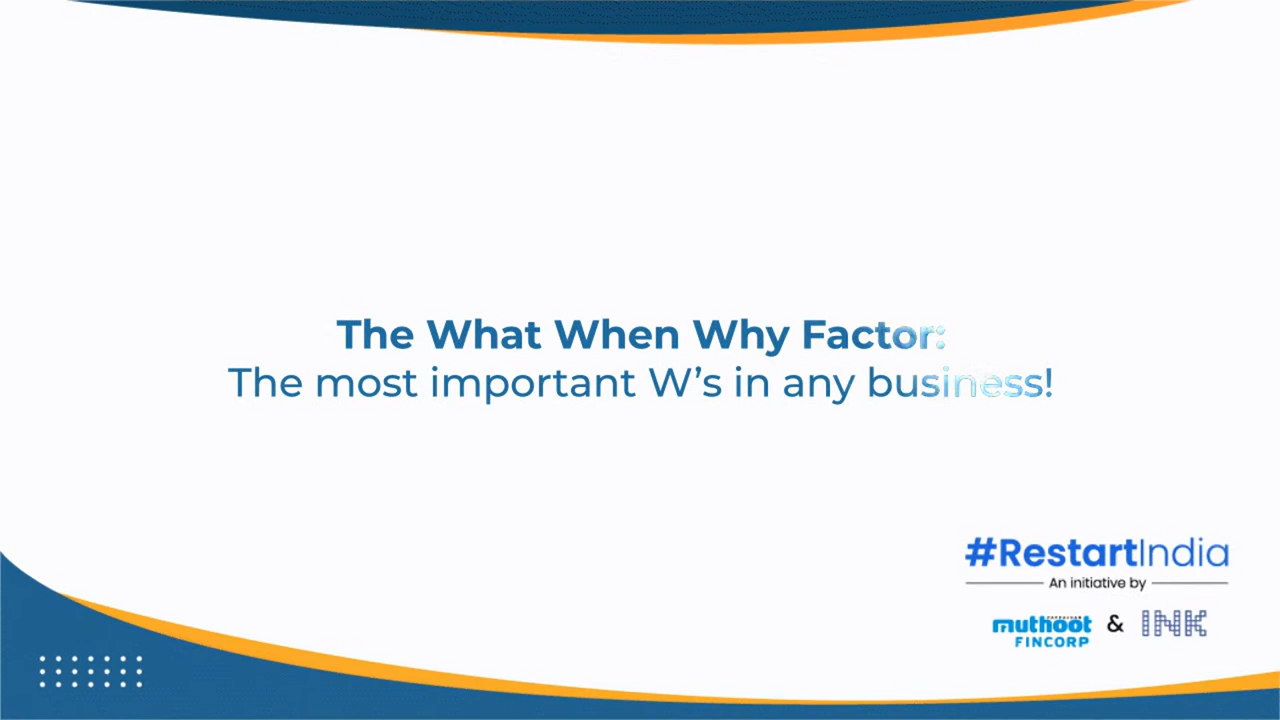 The What When Why Factor:
The most important W’s in any business!
#RestartIndia
An initiative by
muthoot & INK
FINCORP